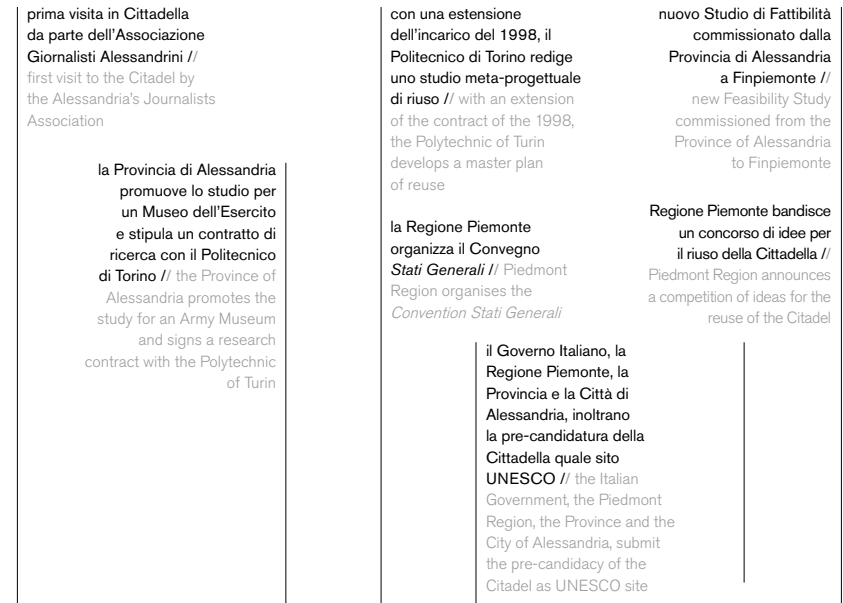 prima visita in Cittadella
da parte dell'Associazione
Giornalisti Alessandrini //
first visit to the Citadel by
the Alessandria's Journalists
Association
la Provincia di Alessandria
promuove lo studio per
un Museo dell'Esercito
e stipula un contratto di
ricerca con il Politecnico
di Torino // the Province of
Alessandria promotes the
study for an Army Museum
and signs a research
contract with the Polytechnic
of Turin
con una estensione
dell'incarico del 1998, il
Politecnico di Torino redige
uno studio meta-progettuale
di riuso // with an extension
of the contract of the 1998,
the Polytechnic of Turin
develops a master plan
of reuse
la Regione Piemonte
organizza il Convegno
Stati Generali // Piedmont
Region organises the
Convention Stati Generali
il Governo Italiano, la
Regione Piemonte, la
Provincia e la Città di
Alessandria, inoltrano
la pre-candidatura della
Cittadella quale sito
UNESCO // the Italian
Government, the Piedmont
Region, the Province and the
City of Alessandria, submit
the pre-candidacy of the
Citadel as UNESCO site
nuovo Studio di Fattibilità
commissionato dalla
Provincia di Alessandria
a Finpiemonte //
new Feasibility Study
commissioned from the
Province of Alessandria
to Finpiemonte
Regione Piemonte bandisce
un concorso di idee per
il riuso della Cittadella //
Piedmont Region announces
a competition of ideas for the
reuse of the Citadel